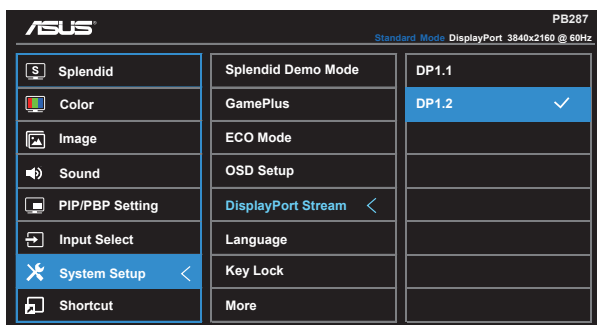 ASUS
PB287
Standard Mode DisplayPort 3840x2160 @ 60Hz
Splendid
Color
Image
Sound
PIP/PBP Setting
Input Select
System Setup
Shortcut
Splendid Demo Mode
GamePlus
ECO Mode
OSD Setup
DisplayPort Stream
Language
Key Lock
More
DP1.1
DP1.2